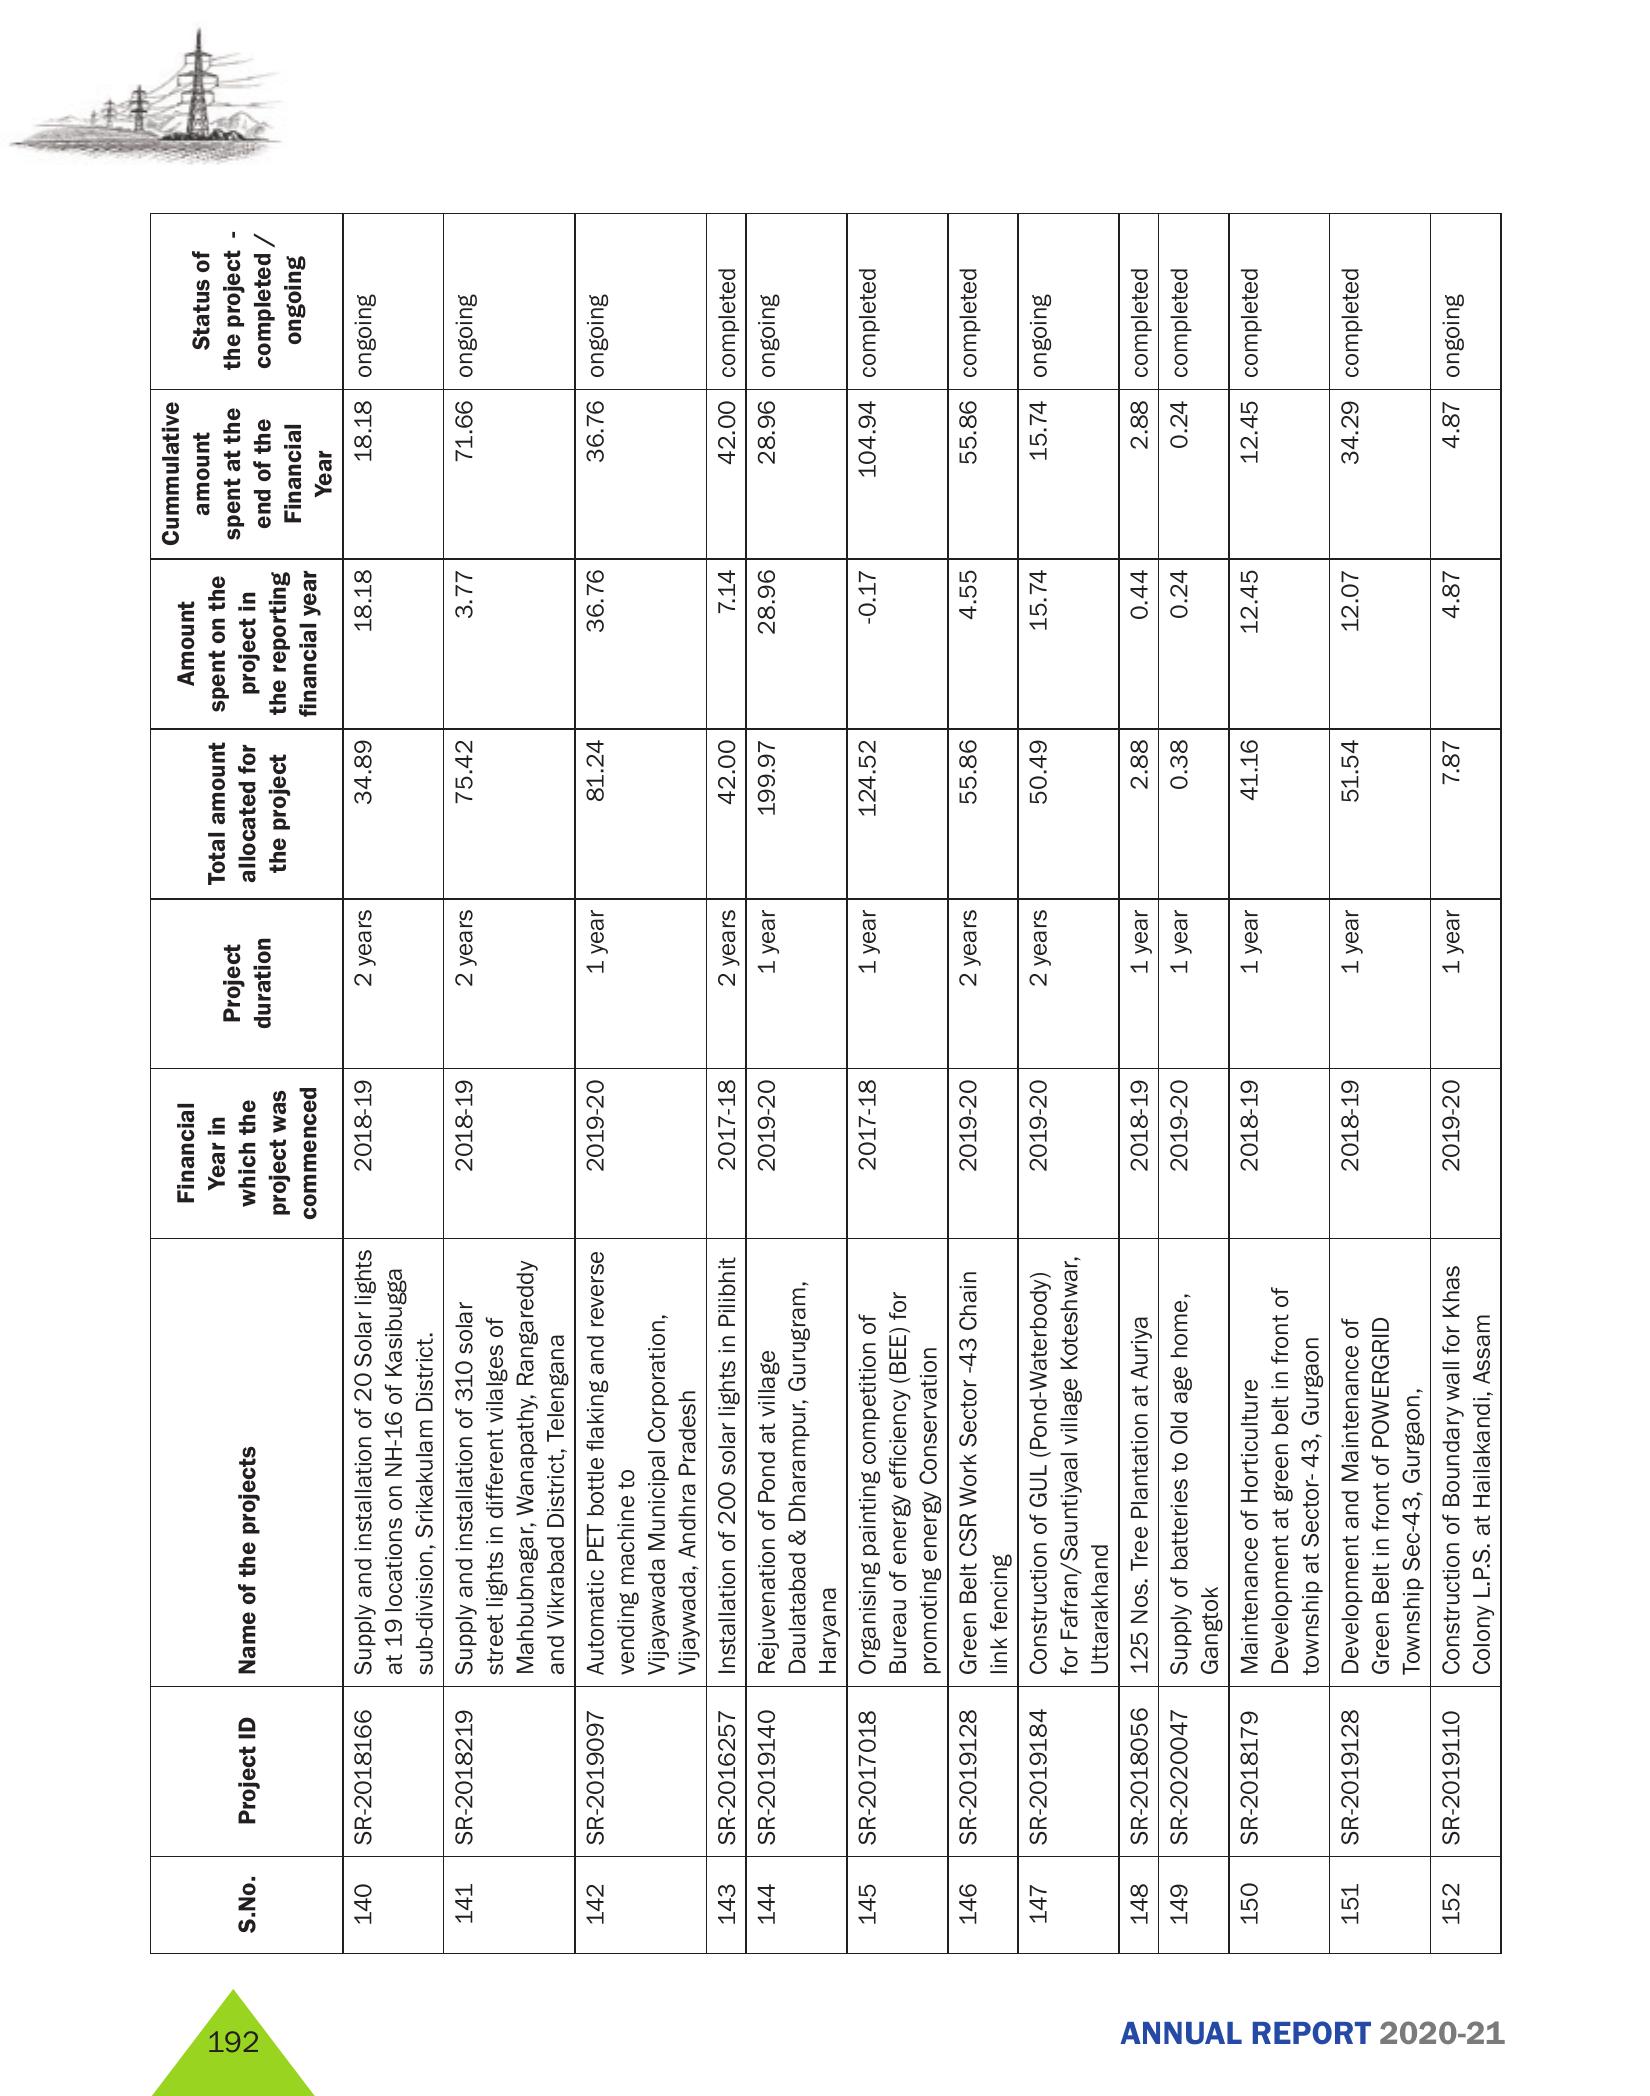 S.No.
Project ID
Name of the projects
Financial
Year in
which the
project was
commenced
Project
duration
Total amount
allocated for
the project
Amount
spent on the
project in
the reporting
financial year
Cummulative
amount
spent at the
end of the
Financial
Year
Status of
the project -
completed /
ongoing
140 SR-2018166 Supply and installation of 20 Solar lights 2018-19 2 years 34.89 18.18 18.18 ongoing
at 19 locations on NH-16 of Kasibugga
sub-division, Srikakulam District.
141 SR-2018219 Supply and installation of 310 solar 2018-19 2 years 75.42 3.77 71.66 ongoing
street lights in different vilalges of
Mahbubnagar, Wanapathy, Rangareddy
and Vikrabad District, Telengana
142 SR-2019097 Automatic PET bottle flaking and reverse 2019-20 1 year 81.24 36.76 36.76 ongoing
vending machine to
Vijayawada Municipal Corporation,
Vijaywada, Andhra Pradesh
143 SR-2016257 Installation of 200 solar lights in Pilibhit 2017-18 2 years 42.00 7.14 42.00 completed
144 SR-2019140 Rejuvenation of Pond at village 2019-20 1 year 199.97 28.96 28.96 ongoing
Daulatabad & Dharampur, Gurugram,
Haryana
145 SR-2017018 Organising painting competition of 2017-18 1 year 124.52 -0.17 104.94 completed
Bureau of energy efficiency (BEE) for
promoting energy Conservation
146 SR-2019128 Green Belt CSR Work Sector -43 Chain 2019-20 2 years 55.86 4.55 55.86 completed
link fencing
147 SR-2019184 Construction of GUL (Pond-Waterbody) 2019-20 2 years 50.49 15.74 15.74 ongoing
for Fafran/Sauntiyaal village Koteshwar,
Uttarakhand
148 SR-2018056 125 Nos. Tree Plantation at Auriya 2018-19 1 year 2.88 0.44 2.88 completed
149 SR-2020047 Supply of batteries to Old age home, 2019-20 1 year 0.38 0.24 0.24 completed
Gangtok
150 SR-2018179 Maintenance of Horticulture 2018-19 1 year 41.16 12.45 12.45 completed
Development at green belt in front of
township at Sector- 43, Gurgaon
151 SR-2019128 Development and Maintenance of 2018-19 1 year 51.54 12.07 34.29 completed
Green Belt in front of POWERGRID
Township Sec-43, Gurgaon,
152 SR-2019110 Construction of Boundary wall for Khas 2019-20 1 year 7.87 4.87 4.87 ongoing
Colony L.P.S. at Hailakandi, Assam
192
ANNUAL REPORT 2020-21